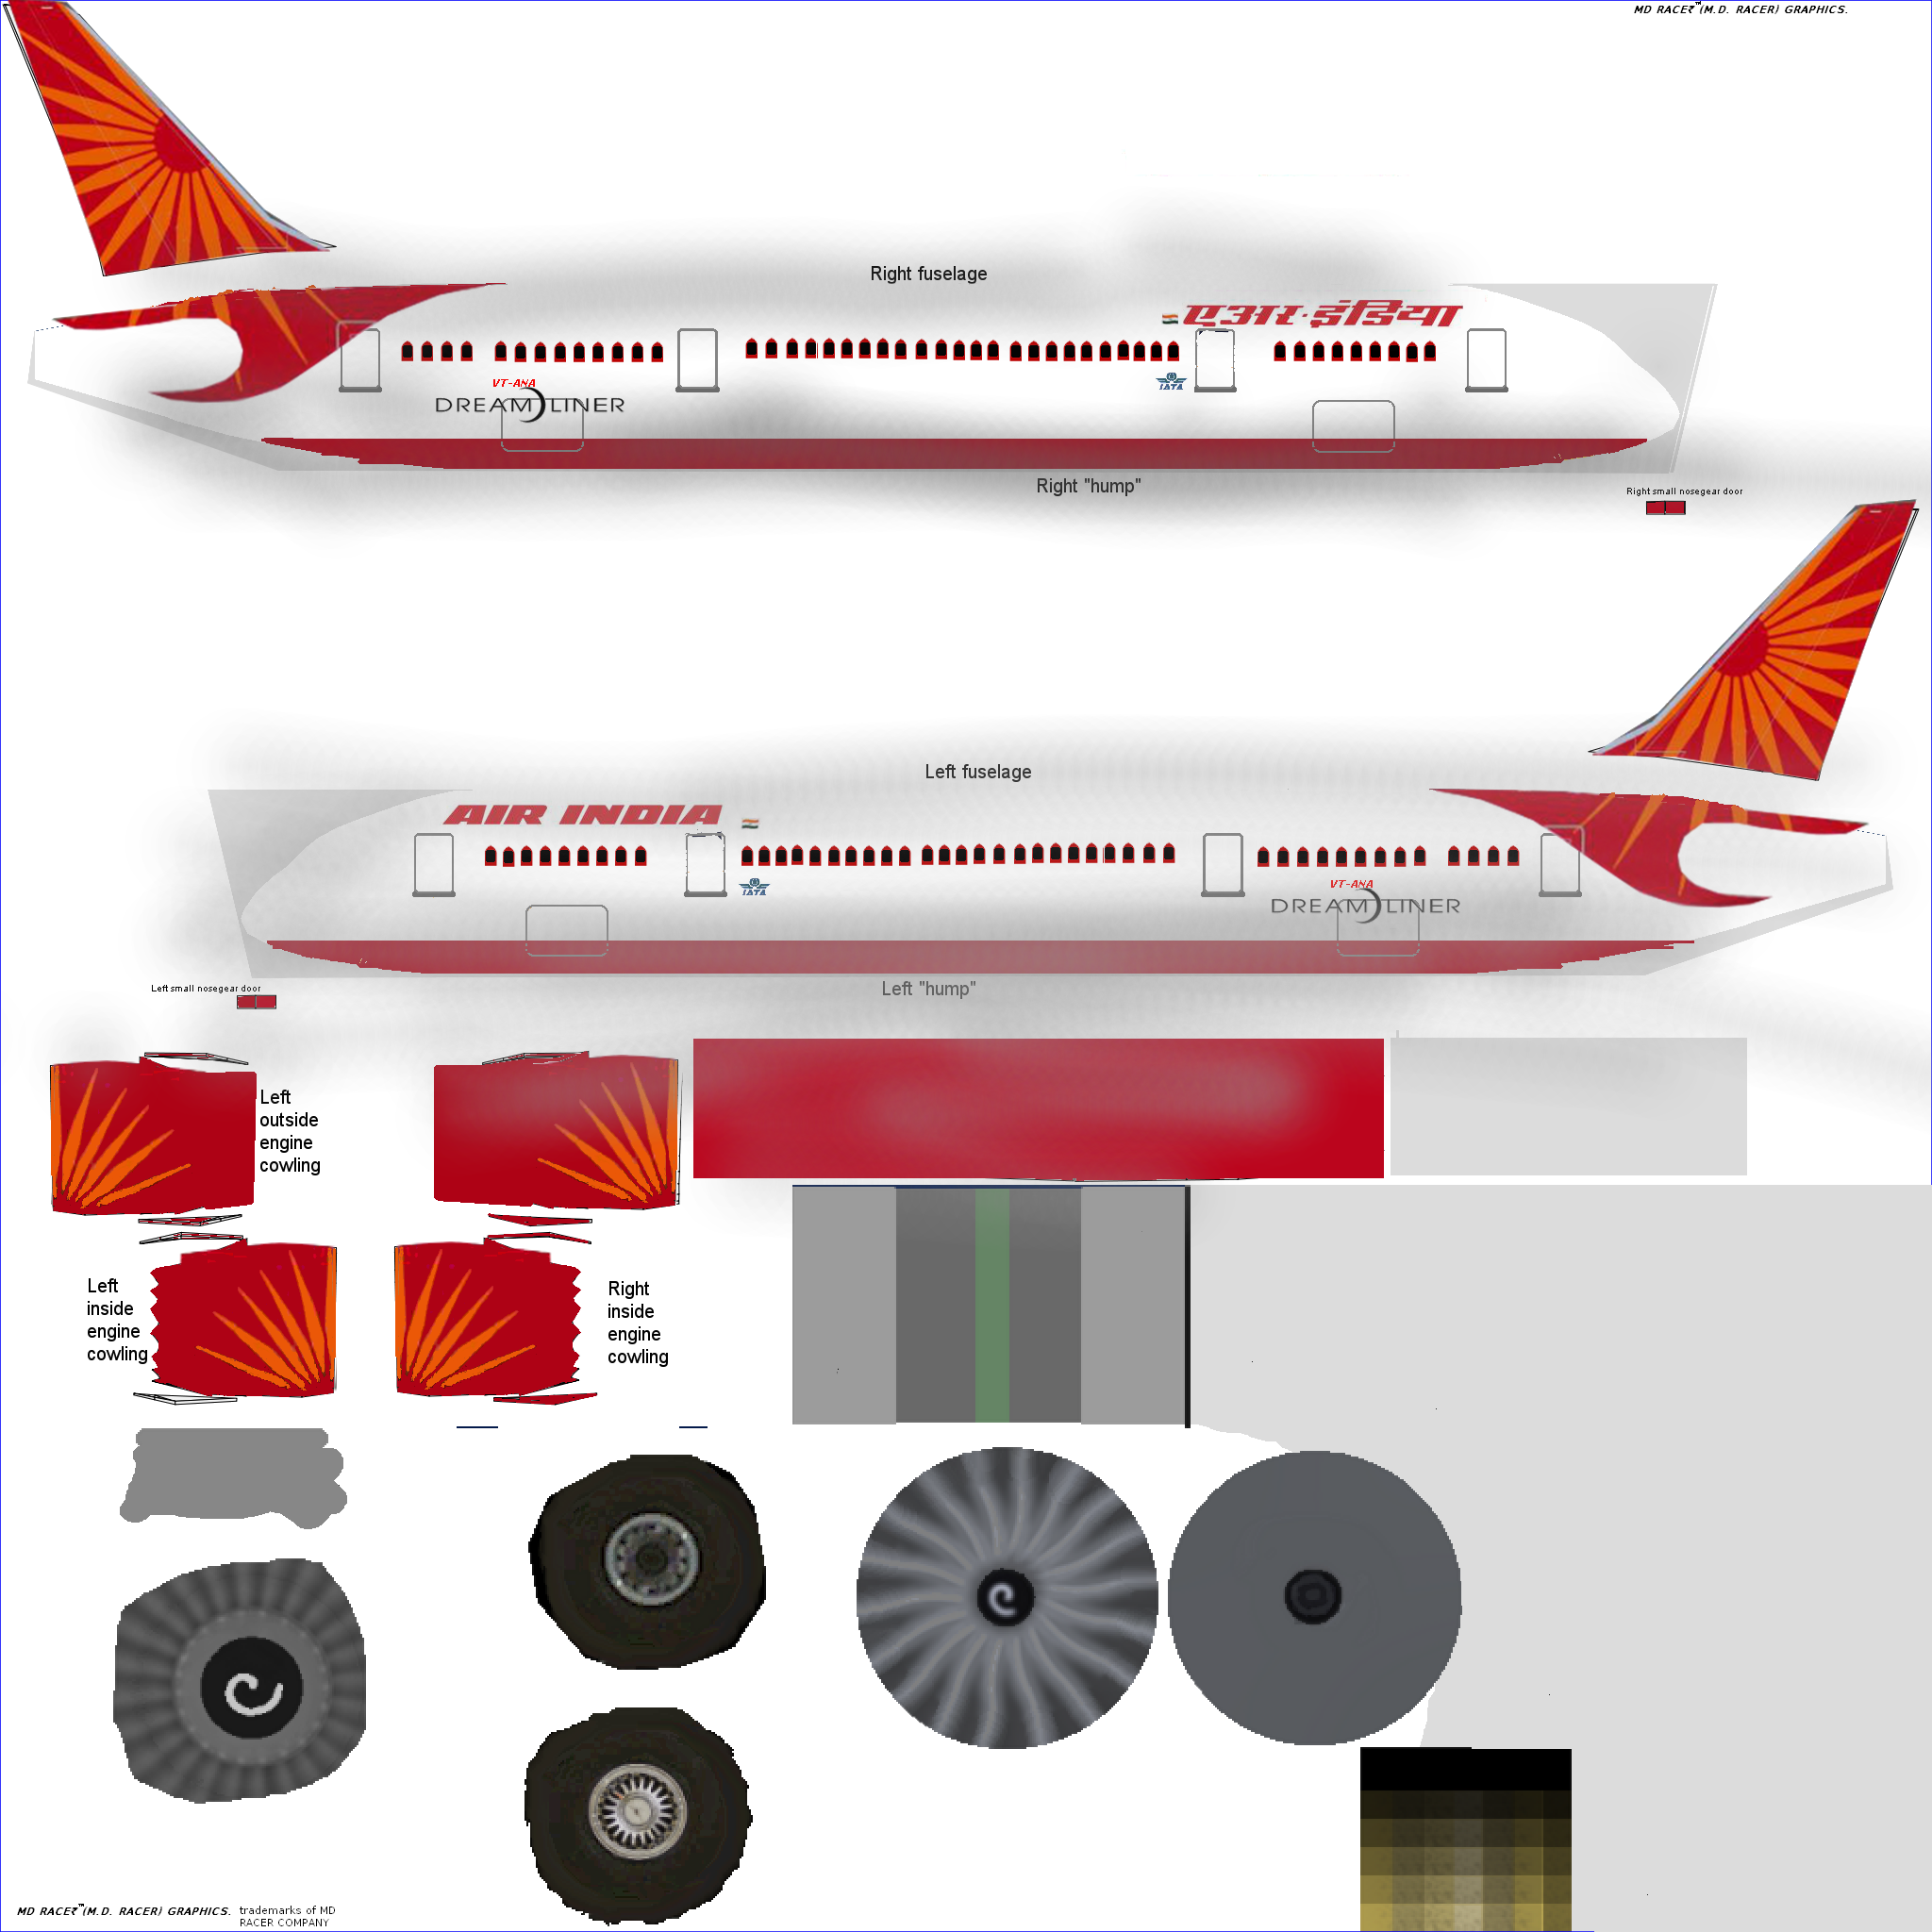 MD RACER™(M.D. RACER) GRAPHICS.
Right fuselage
एअर·इंडिया
VT-ANA
IATA
DREAMLINER
Right "hump"
Right small nosegear door
Left fuselage
AIR INDIA
VT-ANA
IATA
DREAMLINER
Left "hump"
Left small nosegear door
Left
outside
engine
cowling
Left
inside
engine
cowling
Right
inside
engine
cowling
MD RACER™(M.D. RACER) GRAPHICS. trademarks of MD
RACER COMPANY